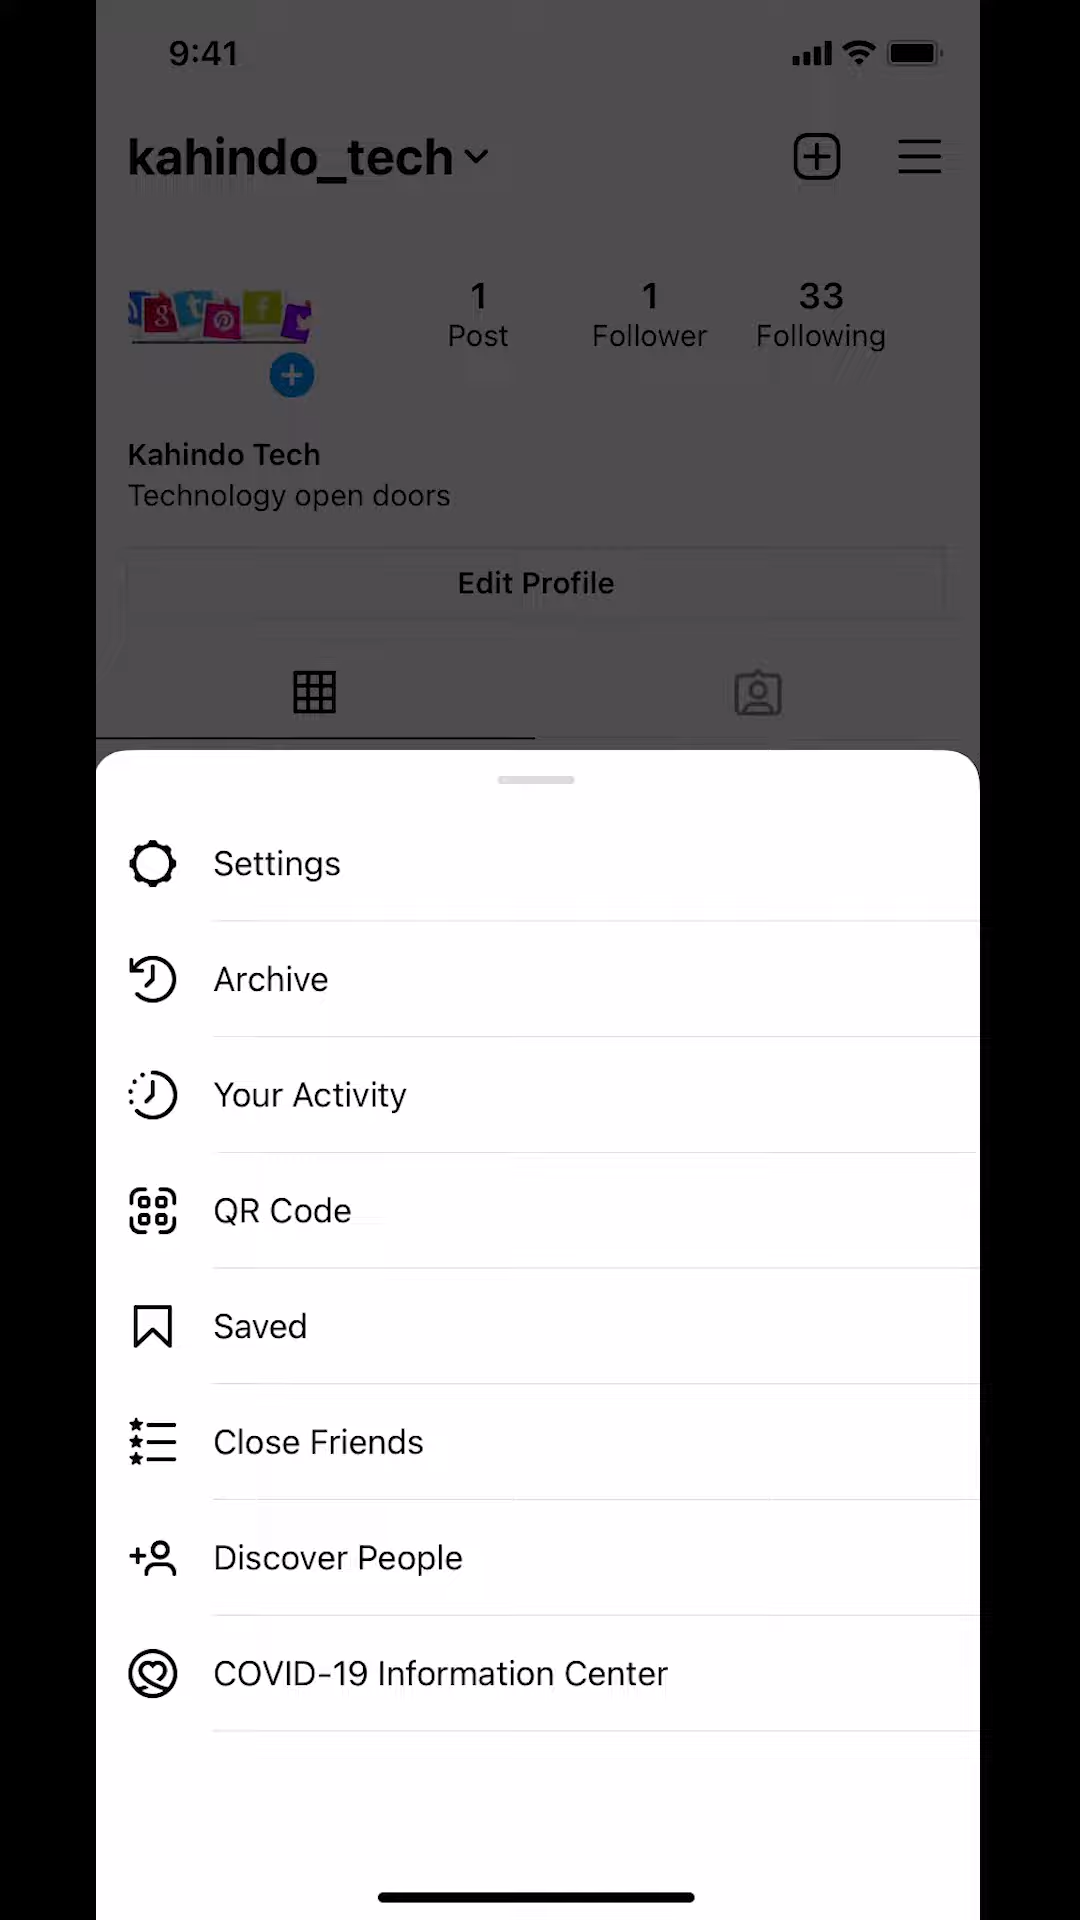 9:41
kahindo_tech
1 1 33
Post Follower Following
Kahindo Tech
Technology open doors
Edit Profile
Settings
Archive
Your Activity
QR Code
Saved
Close Friends
Discover People
COVID-19 Information Center